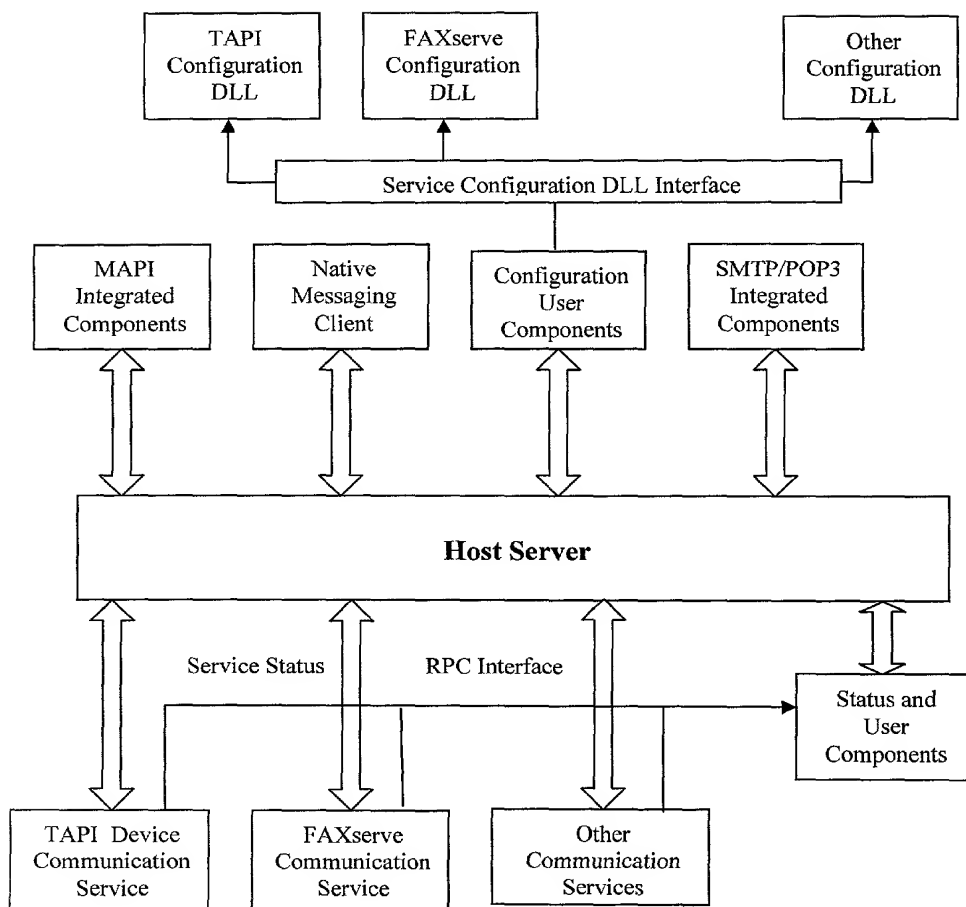 TAPI
Configuration
DLL
FAXserve
Configuration
DLL
Other
Configuration
DLL
Service Configuration DLL Interface
MAPI
Integrated
Components
Native
Messaging
Client
Configuration
User
Components
SMTP/POP3
Integrated
Components
Host Server
Service Status
RPC Interface
Status and
User
Components
TAPI Device
Communication
Service
FAXserve
Communication
Service
Other
Communication
Services